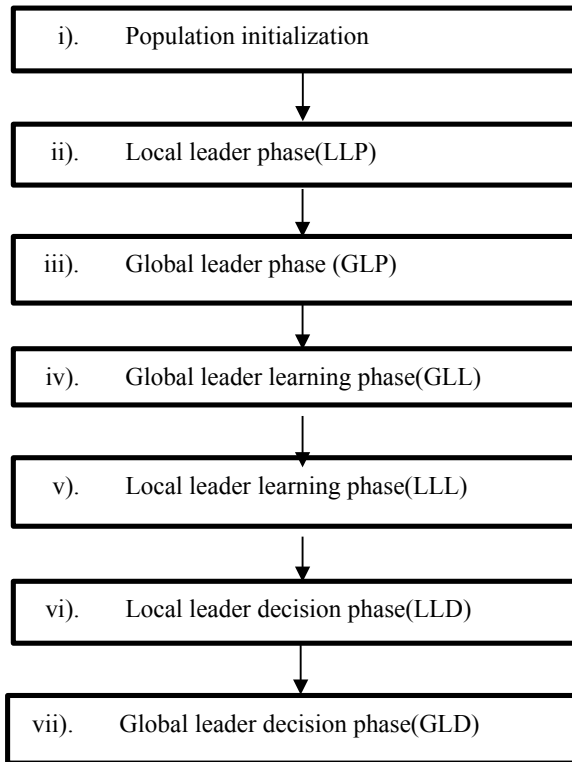 i). Population initialization
ii). Local leader phase(LLP)
iii). Global leader phase (GLP)
iv). Global leader learning phase(GLL)
v). Local leader learning phase(LLL)
vi). Local leader decision phase(LLD)
vii). Global leader decision phase(GLD)